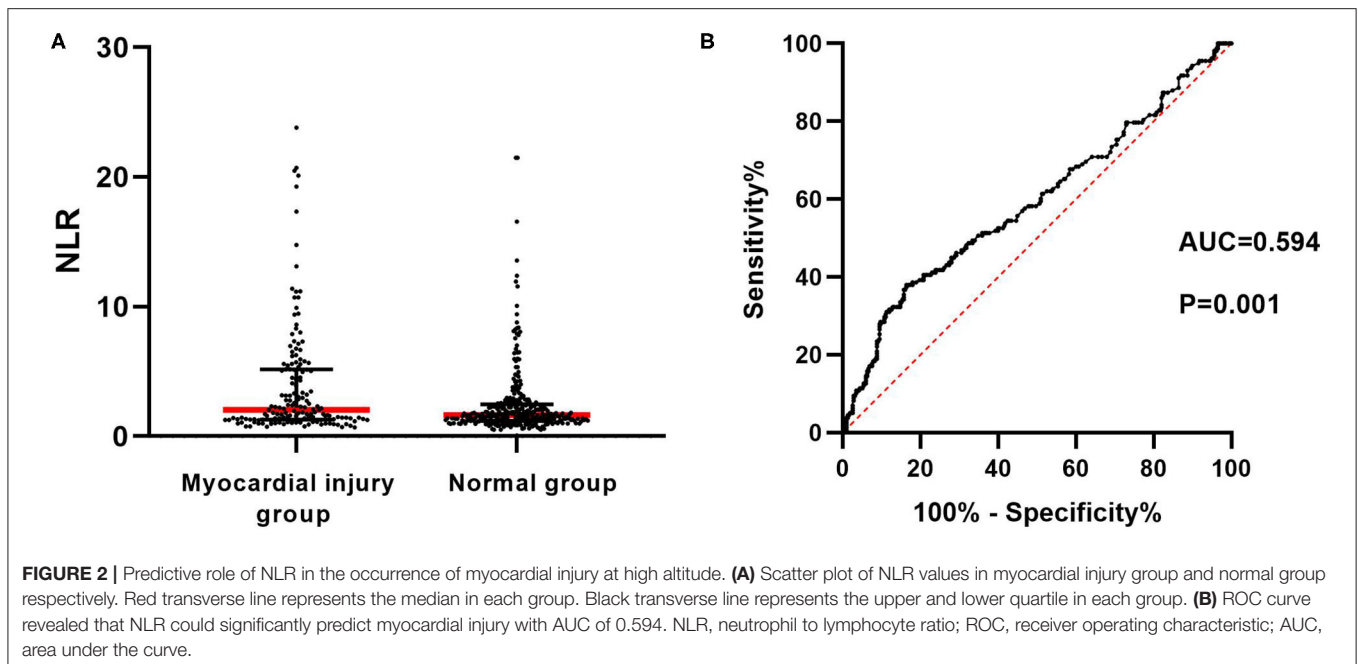 A
30
20
10
0
NLR
Myocardial injury
group
Normal group
B
100
80
60
40
20
0
Sensitivity%
0 20 40 60 80 100
100% - Specificity%
AUC=0.594
P=0.001
FIGURE 2 | Predictive role of NLR in the occurrence of myocardial injury at high altitude. (A) Scatter plot of NLR values in myocardial injury group and normal group
respectively. Red transverse line represents the median in each group. Black transverse line represents the upper and lower quartile in each group. (B) ROC curve
revealed that NLR could significantly predict myocardial injury with AUC of 0.594. NLR, neutrophil to lymphocyte ratio; ROC, receiver operating characteristic; AUC,
area under the curve.